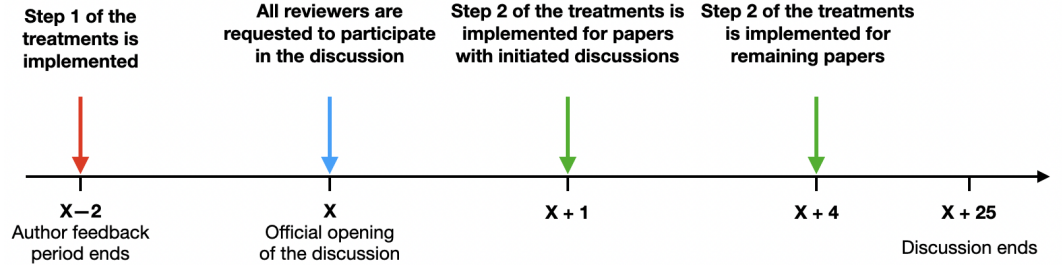 Step 1 of the
treatments is
implemented
All reviewers are
requested to participate
in the discussion
Step 2 of the treatments is
implemented for papers
with initiated discussions
Step 2 of the treatments
is implemented for
remaining papers
X—2
Author feedback
period ends
X
Official opening
of the discussion
X + 1
X + 4
X + 25
Discussion ends